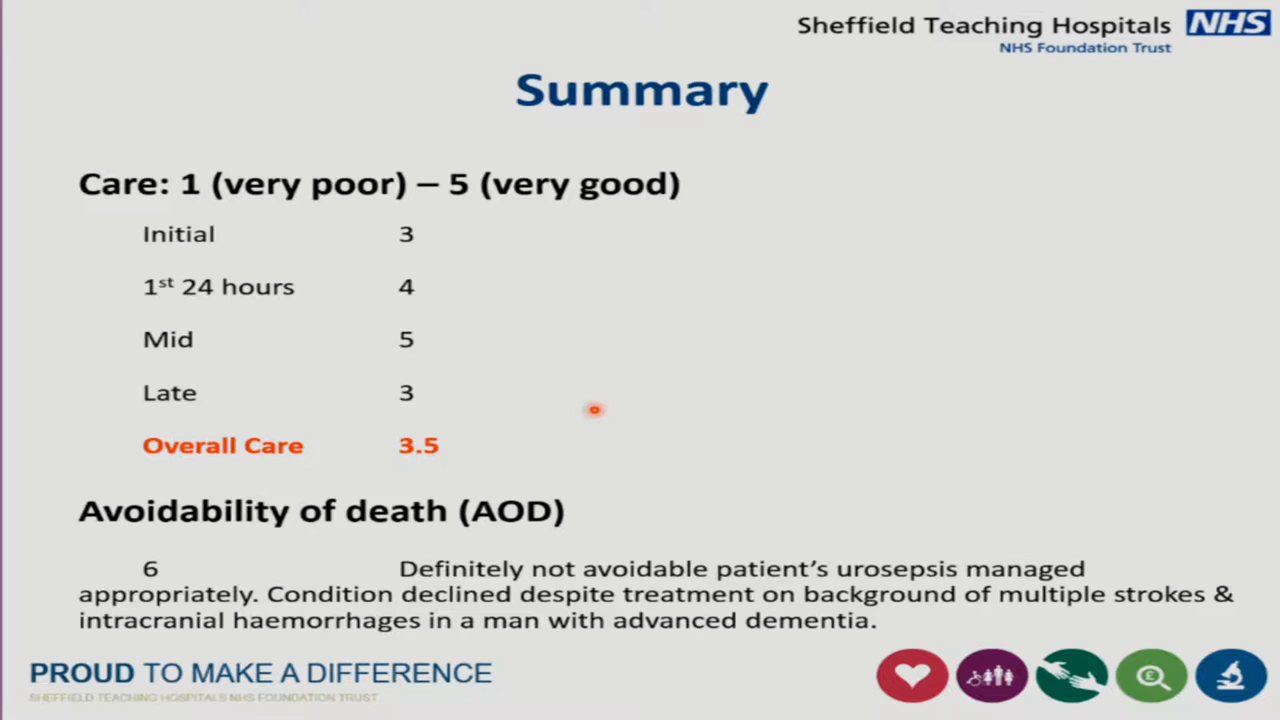 Sheffield Teaching Hospitals NHS
NHS Foundation Trust
Summary
Care: 1 (very poor) – 5 (very good)
Initial 3
1st 24 hours 4
Mid 5
Late 3
Overall Care 3.5
Avoidability of death (AOD)
6 Definitely not avoidable patient’s urosepsis managed
appropriately. Condition declined despite treatment on background of multiple strokes &
intracranial haemorrhages in a man with advanced dementia.
PROUD TO MAKE A DIFFERENCE
SHEFFIELD TEACHING HOSPITALS NHS FOUNDATION TRUST
£